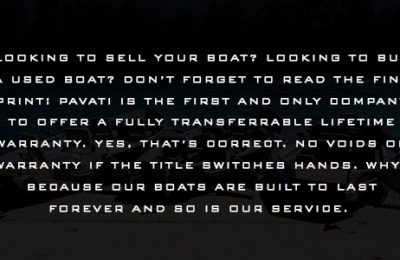 LOOKING TO SELL YOUR BOAT? LOOKING TO BU
A USED BOAT? DON'T FORGET TO READ THE FIN
PRINT! PAVATI IS THE FIRST AND ONLY COMPANY
TO OFFER A FULLY TRANSFERRABLE LIFETIME
WARRANTY. YES, THAT'S CORRECT. NO VOIDS O
WARRANTY IF THE TITLE SWITCHES HANDS. WHY
BECAUSE OUR BOATS ARE BUILT TO LAST
FOREVER AND SO IS OUR SERVICE.